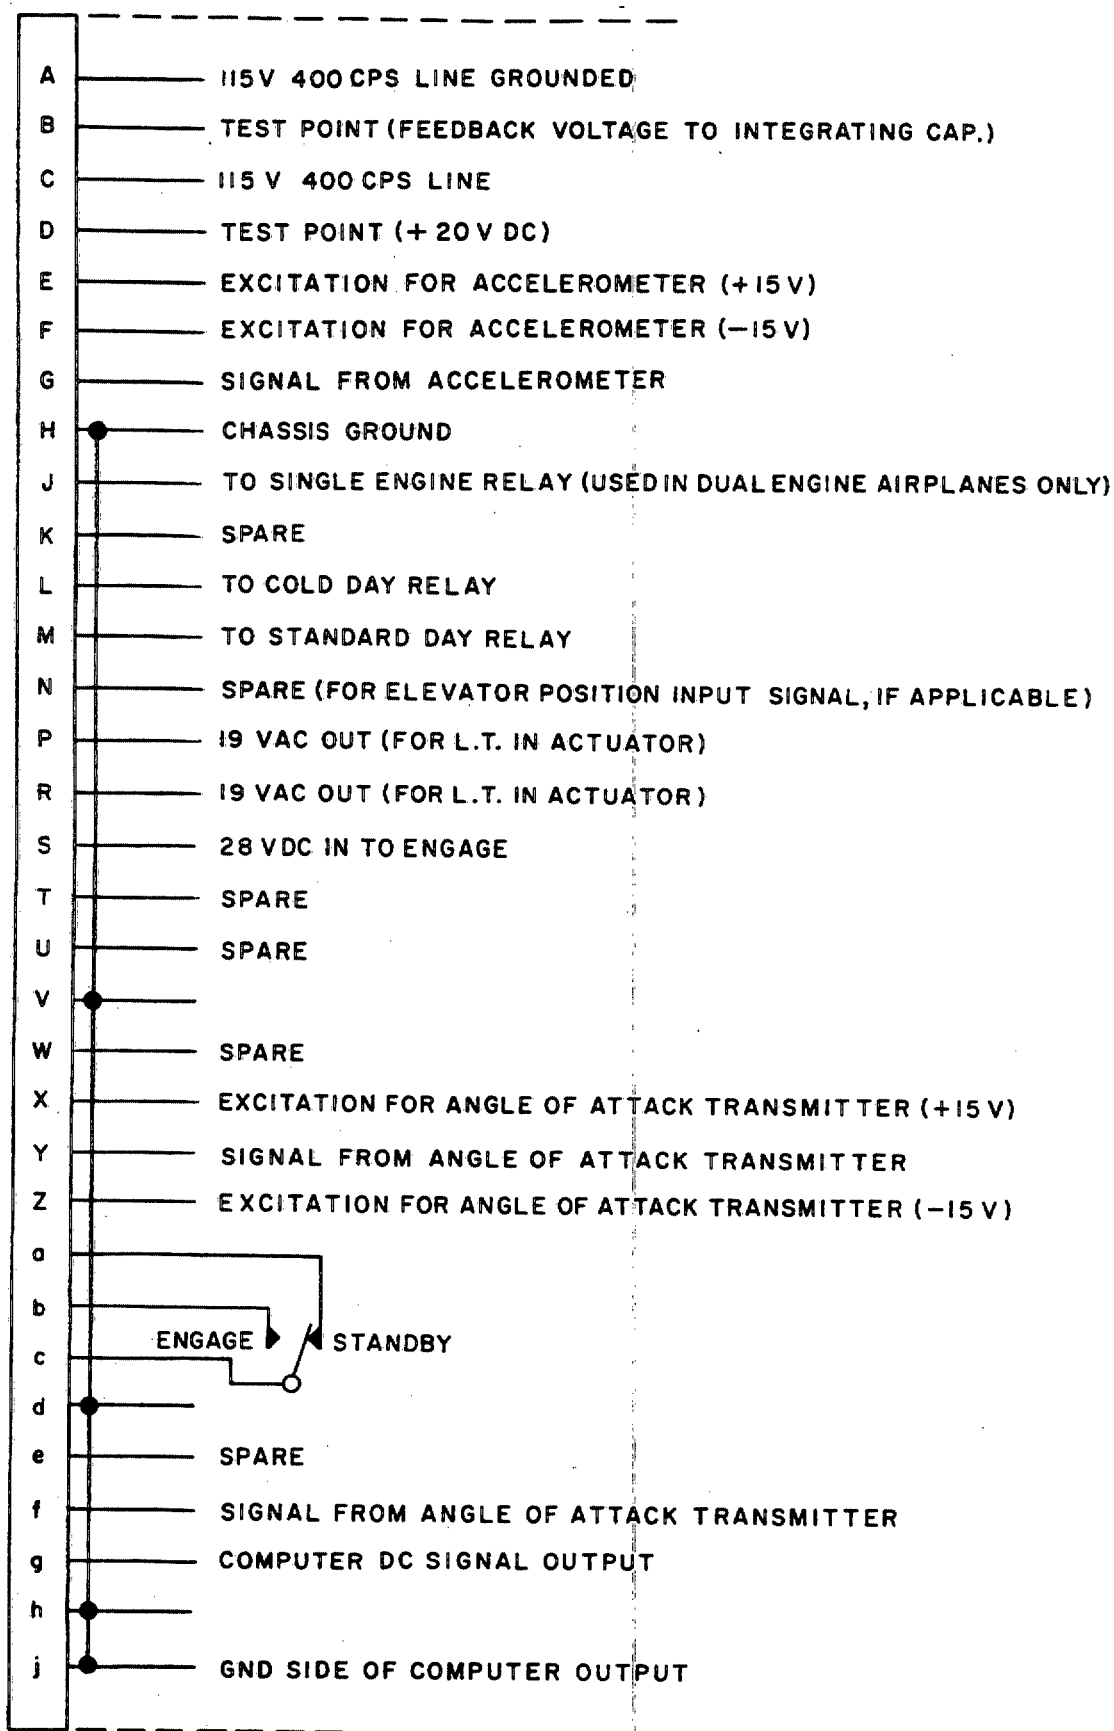 A 115V 400 CPS LINE GROUNDED
B TEST POINT (FEEDBACK VOLTAGE TO INTEGRATING CAP.)
C 115 V 400 CPS LINE
D TEST POINT (+ 20 V DC)
E EXCITATION FOR ACCELEROMETER (+15 V)
F EXCITATION FOR ACCELEROMETER (−15 V)
G SIGNAL FROM ACCELEROMETER
H CHASSIS GROUND
J TO SINGLE ENGINE RELAY (USED IN DUAL ENGINE AIRPLANES ONLY)
K SPARE
L TO COLD DAY RELAY
M TO STANDARD DAY RELAY
N SPARE (FOR ELEVATOR POSITION INPUT SIGNAL, IF APPLICABLE)
P 19 VAC OUT (FOR L.T. IN ACTUATOR)
R 19 VAC OUT (FOR L.T. IN ACTUATOR)
S 28 VDC IN TO ENGAGE
T SPARE
U SPARE
V
W SPARE
X EXCITATION FOR ANGLE OF ATTACK TRANSMITTER (+15 V)
Y SIGNAL FROM ANGLE OF ATTACK TRANSMITTER
Z EXCITATION FOR ANGLE OF ATTACK TRANSMITTER (−15 V)
a
b
ENGAGE STANDBY
c
d
e SPARE
f SIGNAL FROM ANGLE OF ATTACK TRANSMITTER
g COMPUTER DC SIGNAL OUTPUT
h
j GND SIDE OF COMPUTER OUTPUT